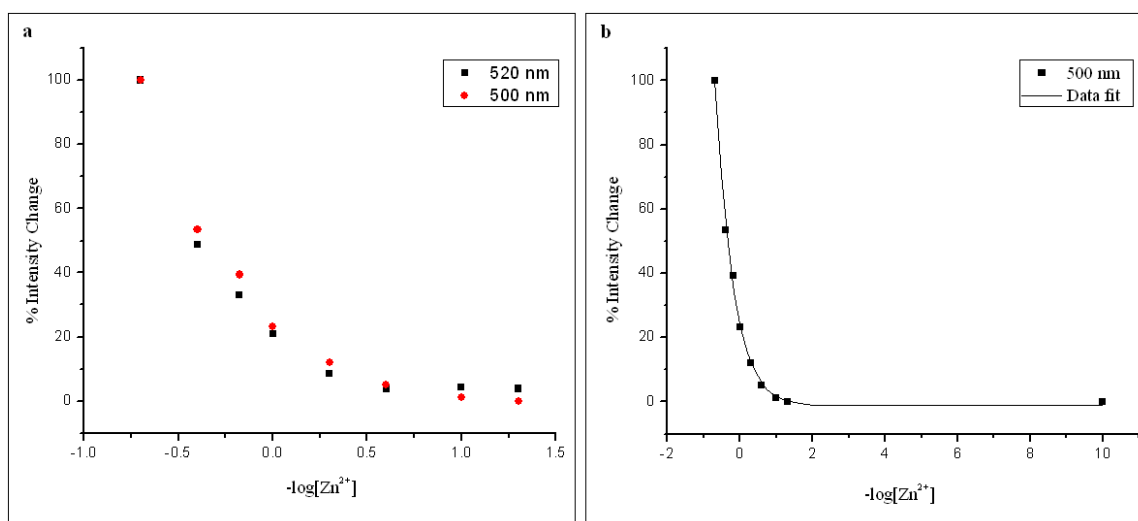 a
520 nm
500 nm
100
80
60
40
20
0
% Intensity Change
-1.0 -0.5 0.0 0.5 1.0 1.5
-log[Zn²⁺]
b
500 nm
Data fit
100
80
60
40
20
0
% Intensity Change
-2 0 2 4 6 8 10
-log[Zn²⁺]